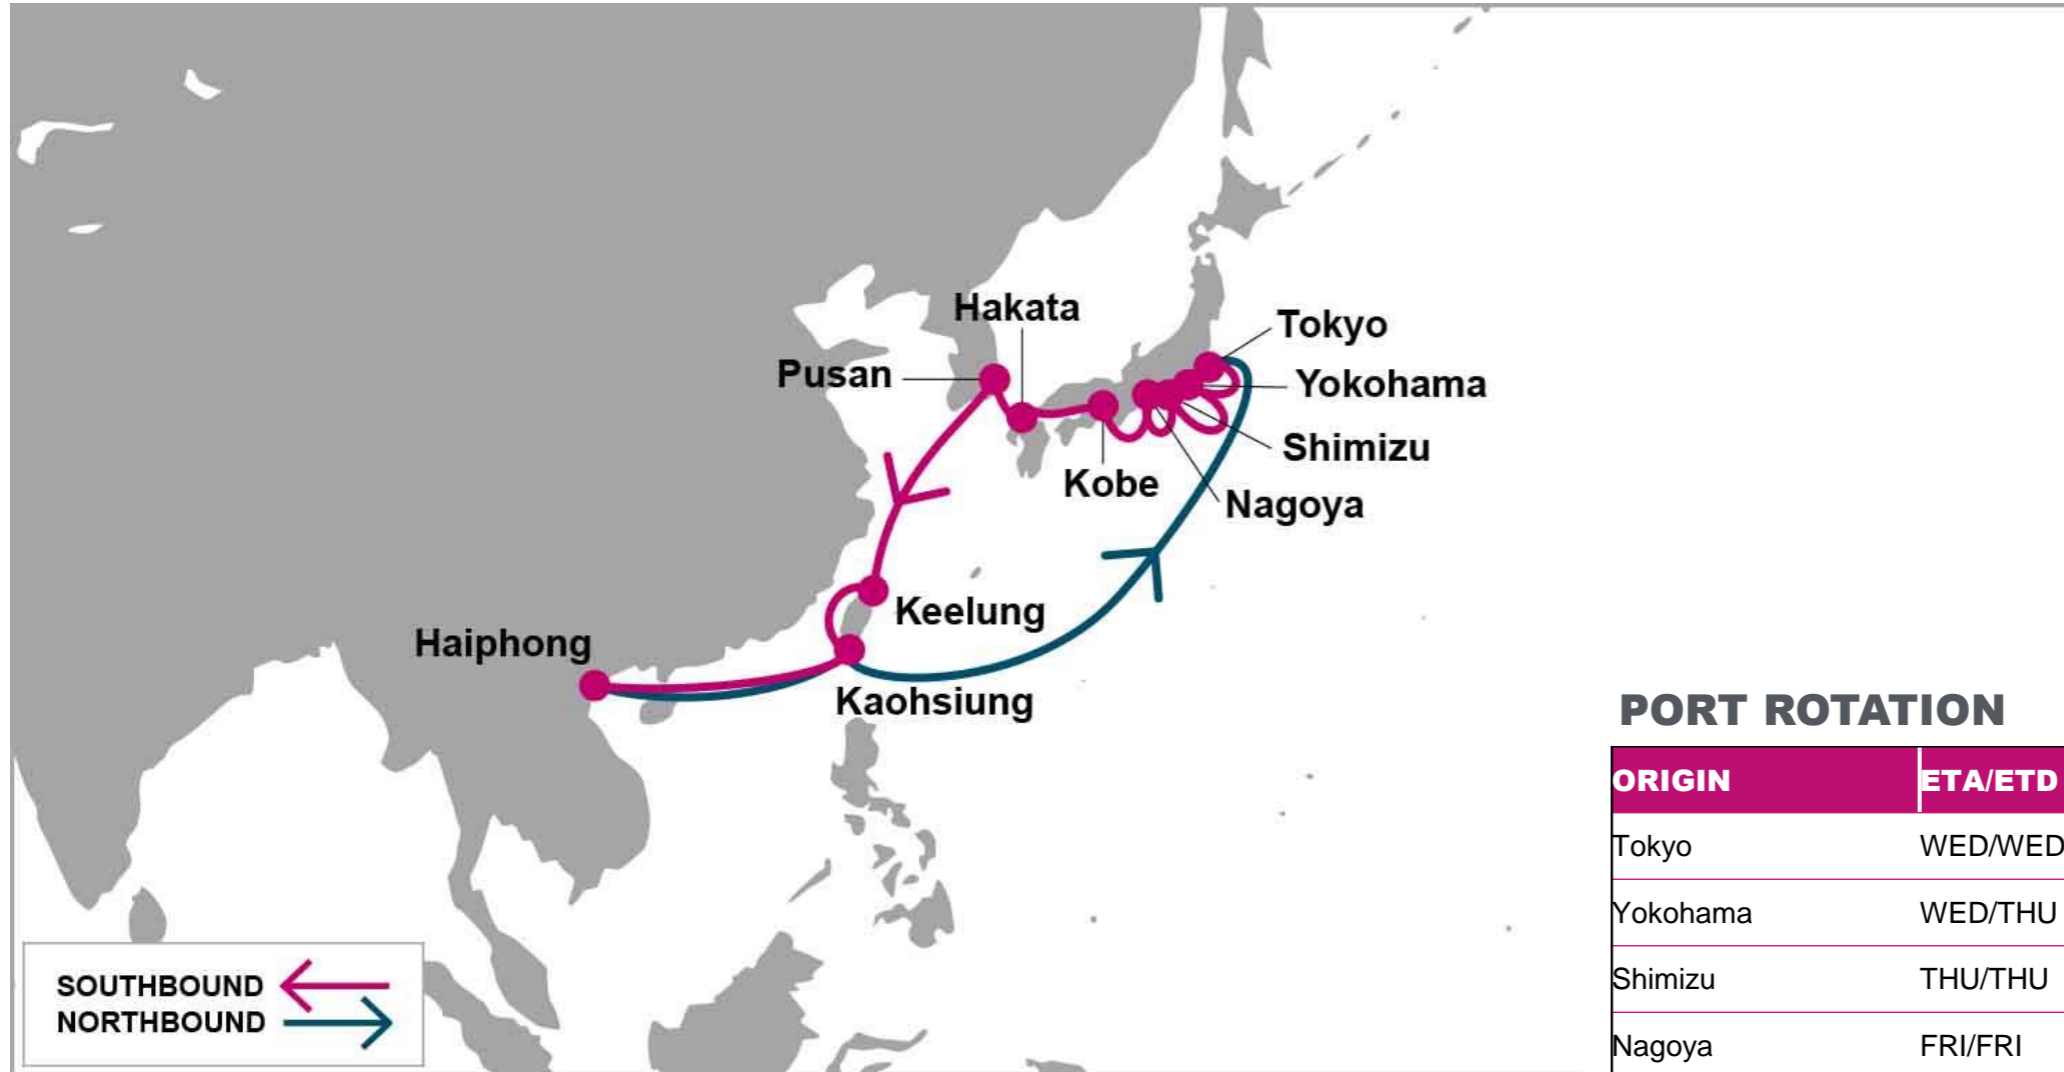 Hakata
Tokyo
Pusan
Yokohama
Shimizu
Kobe
Nagoya
Keelung
Haiphong
Kaohsiung
SOUTHBOUND
NORTHBOUND
PORT ROTATION
ORIGIN ETA/ETD
Tokyo WED/WED
Yokohama WED/THU
Shimizu THU/THU
Nagoya FRI/FRI